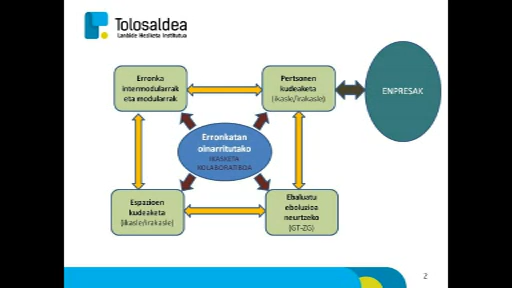 Tolosaldea
Lanbide Heziketa Institutua
Erronka
intermodularrak
eta modularrak
Pertsonen
kudeaketa
(ikasle/irakasle)
ENPRESAK
Erronkatan
oinarritutako
IKASKETA
KOLABORATIBOA
Espazioen
kudeaketa
(ikasle/irakasle)
Ebaluatu
eboluzioa
neurtzeko
(GT-ZG)
2